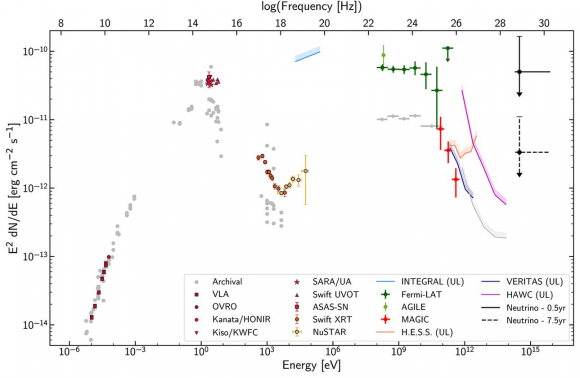 log(Frequency [Hz])
8 10 12 14 16 18 20 22 24 26 28 30
10⁻¹⁰
10⁻¹¹
10⁻¹²
10⁻¹³
10⁻¹⁴
E² dN/dE [erg cm⁻² s⁻¹]
Archival SARA/UA INTEGRAL (UL) VERITAS (UL)
VLA Swift UVOT Fermi-LAT HAWC (UL)
OVRO ASAS-SN AGILE Neutrino - 0.5yr
Kanata/HONIR Swift XRT MAGIC Neutrino - 7.5yr
Kiso/KWFC NuSTAR H.E.S.S. (UL)
10⁻⁶ 10⁻³ 10⁰ 10³ 10⁶ 10⁹ 10¹² 10¹⁵
Energy [eV]